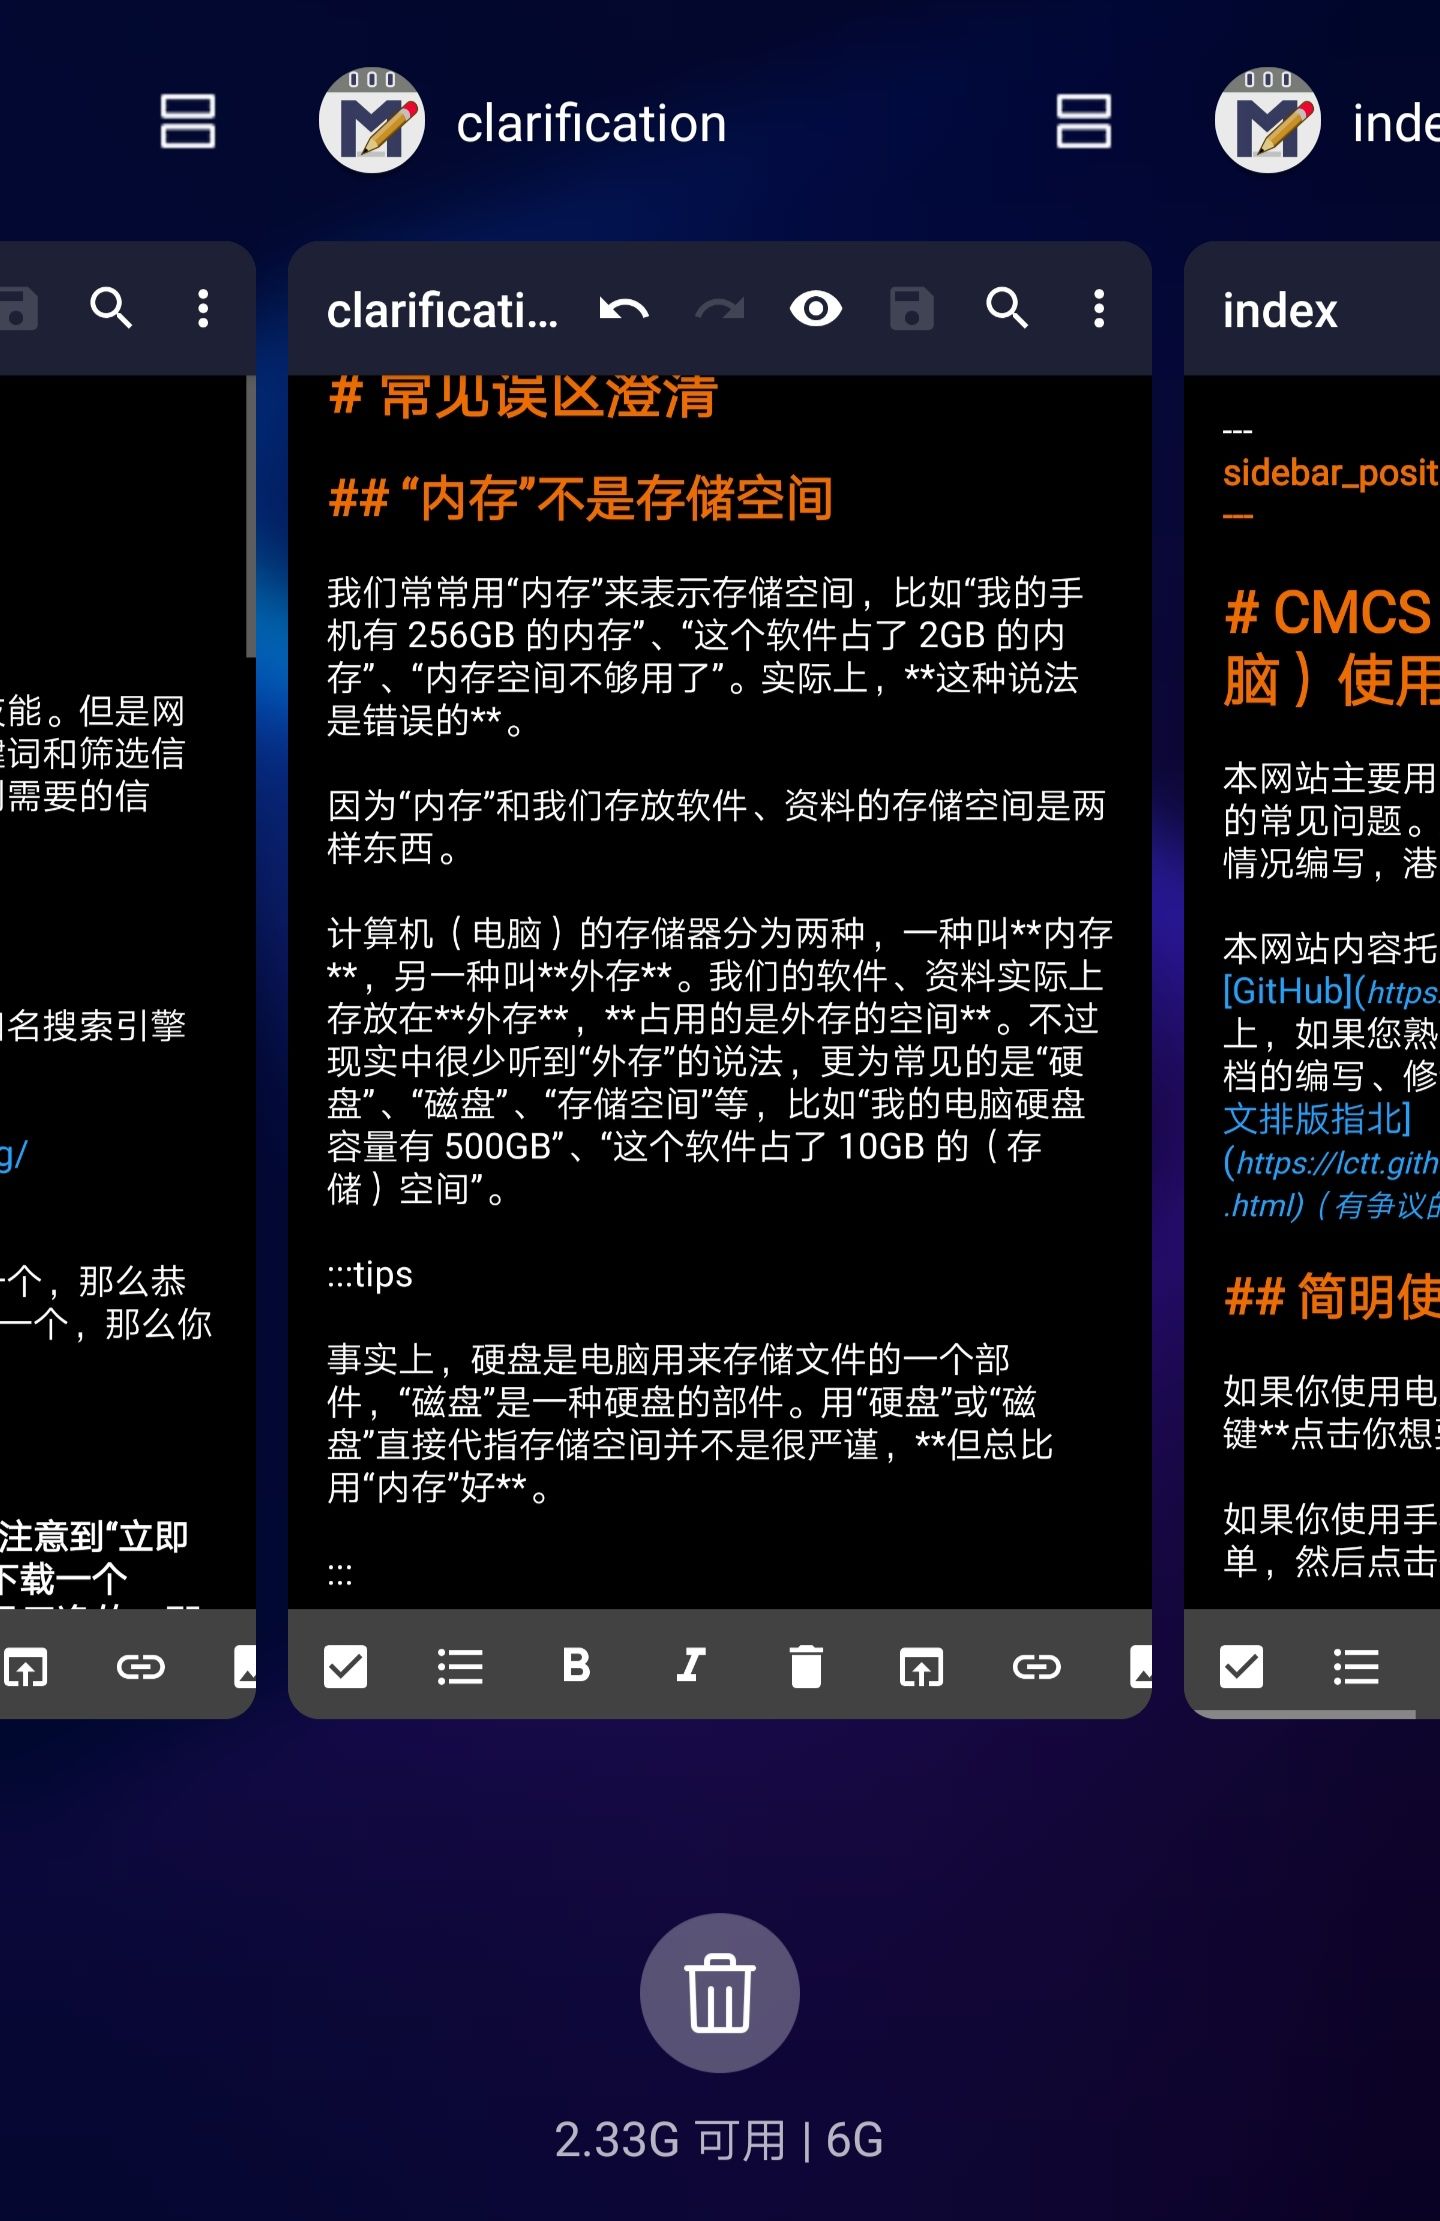 clarification
inde
clarificati...
index
能。但是网
词和筛选信
需要的信
名搜索引擎
g/
个，那么恭
一个，那么你
注意到“立即
下载一个
# 常见误区澄清
## “内存”不是存储空间
我们常常用“内存”来表示存储空间，比如“我的手
机有 256GB 的内存”、“这个软件占了 2GB 的内
存”、“内存空间不够用了”。实际上，**这种说法
是错误的**。
因为“内存”和我们存放软件、资料的存储空间是两
样东西。
计算机（电脑）的存储器分为两种，一种叫**内存
**，另一种叫**外存**。我们的软件、资料实际上
存放在**外存**，**占用的是外存的空间**。不过
现实中很少听到“外存”的说法，更为常见的是“硬
盘”、“磁盘”、“存储空间”等，比如“我的电脑硬盘
容量有 500GB”、“这个软件占了 10GB 的（存
储）空间”。
:::tips
事实上，硬盘是电脑用来存储文件的一个部
件，“磁盘”是一种硬盘的部件。用“硬盘”或“磁
盘”直接代指存储空间并不是很严谨，**但总比
用“内存”好**。
:::
---
sidebar_posit
---
# CMCS
脑）使用
本网站主要用
的常见问题。
情况编写，港
本网站内容托
[GitHub](https:
上，如果您熟
档的编写、修
文排版指北]
(https://lctt.gith
.html)（有争议的
## 简明使
如果你使用电
键**点击你想
如果你使用手
单，然后点击
B
I
2.33G 可用 | 6G